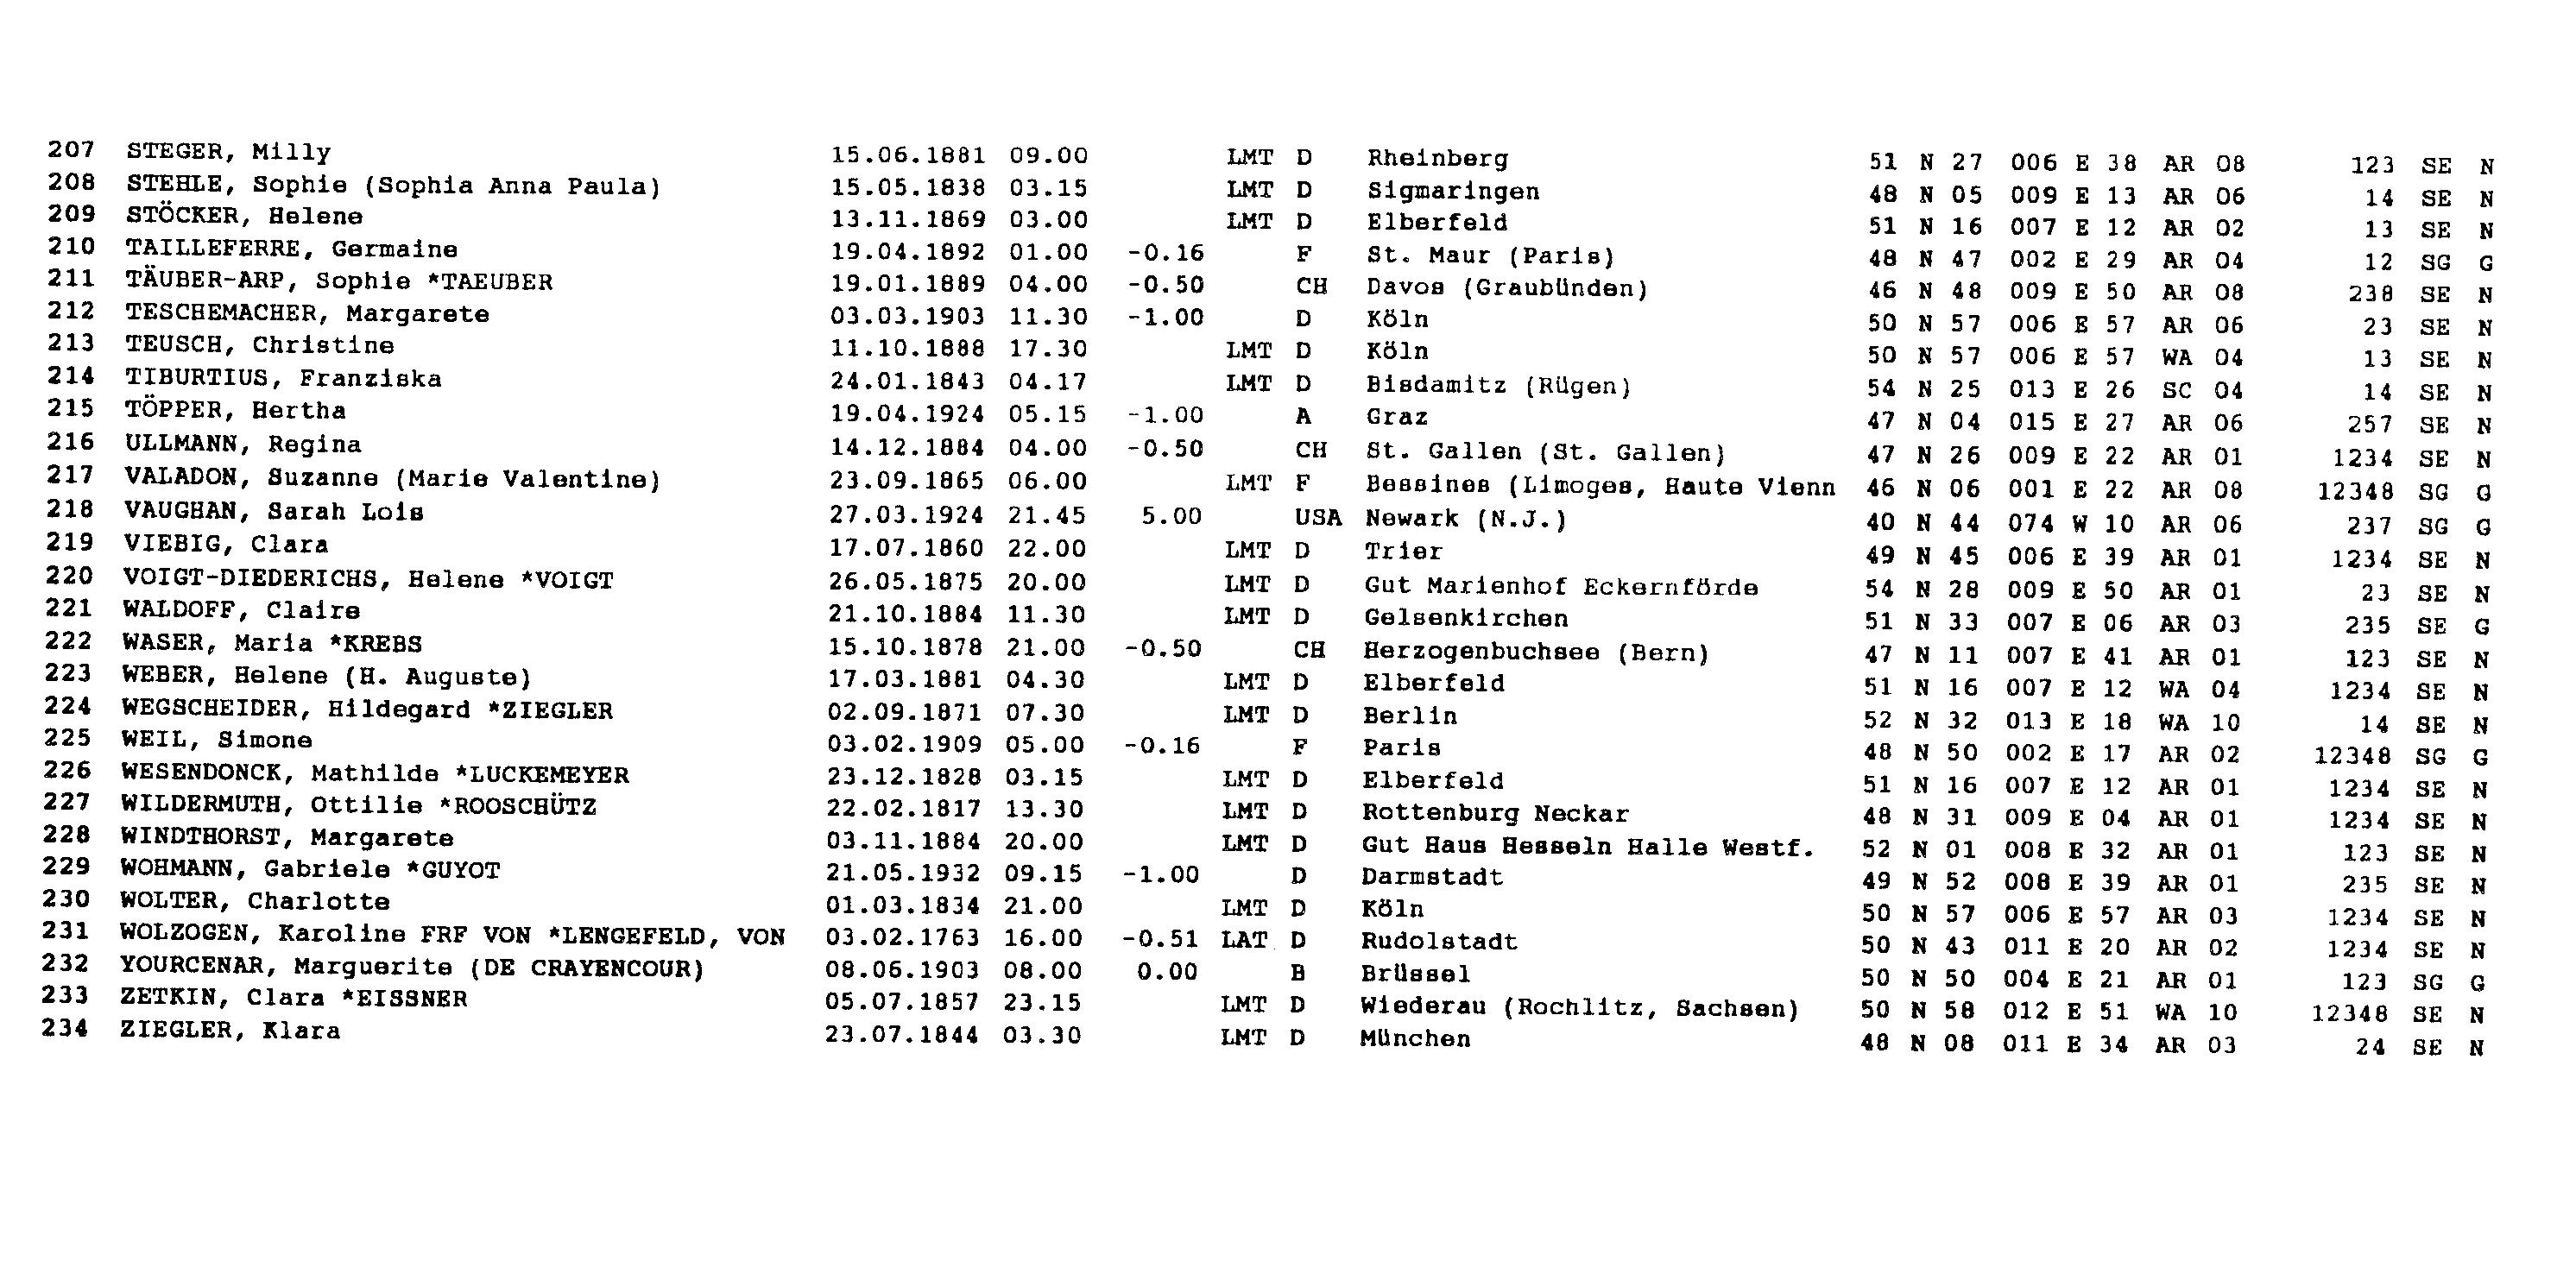 207 STEGER, Milly 15.06.1881 09.00 LMT D Rheinberg 51 N 27 006 E 38 AR 08 123 SE N
208 STEHLE, Sophie (Sophia Anna Paula) 15.05.1838 03.15 LMT D Sigmaringen 48 N 05 009 E 13 AR 06 14 SE N
209 STÖCKER, Helene 13.11.1869 03.00 LMT D Elberfeld 51 N 16 007 E 12 AR 02 13 SE N
210 TAILLEFERRE, Germaine 19.04.1892 01.00 -0.16 F St. Maur (Paris) 48 N 47 002 E 29 AR 04 12 SG G
211 TÄUBER-ARP, Sophie *TAEUBER 19.01.1889 04.00 -0.50 CH Davos (Graubünden) 46 N 48 009 E 50 AR 08 238 SE N
212 TESCHEMACHER, Margarete 03.03.1903 11.30 -1.00 D Köln 50 N 57 006 E 57 AR 06 23 SE N
213 TEUSCH, Christine 11.10.1888 17.30 LMT D Köln 50 N 57 006 E 57 WA 04 13 SE N
214 TIBURTIUS, Franziska 24.01.1843 04.17 LMT D Bisdamitz (Rügen) 54 N 25 013 E 26 SC 04 14 SE N
215 TÖPPER, Hertha 19.04.1924 05.15 -1.00 A Graz 47 N 04 015 E 27 AR 06 257 SE N
216 ULLMANN, Regina 14.12.1884 04.00 -0.50 CH St. Gallen (St. Gallen) 47 N 26 009 E 22 AR 01 1234 SE N
217 VALADON, Suzanne (Marie Valentine) 23.09.1865 06.00 LMT F Bessines (Limoges, Haute Vienn 46 N 06 001 E 22 AR 08 12348 SG G
218 VAUGHAN, Sarah Lois 27.03.1924 21.45 5.00 USA Newark (N.J.) 40 N 44 074 W 10 AR 06 237 SG G
219 VIEBIG, Clara 17.07.1860 22.00 LMT D Trier 49 N 45 006 E 39 AR 01 1234 SE N
220 VOIGT-DIEDERICHS, Helene *VOIGT 26.05.1875 20.00 LMT D Gut Marienhof Eckernförde 54 N 28 009 E 50 AR 01 23 SE N
221 WALDOFF, Claire 21.10.1884 11.30 LMT D Gelsenkirchen 51 N 33 007 E 06 AR 03 235 SE G
222 WASER, Maria *KREBS 15.10.1878 21.00 -0.50 CH Herzogenbuchsee (Bern) 47 N 11 007 E 41 AR 01 123 SE N
223 WEBER, Helene (H. Auguste) 17.03.1881 04.30 LMT D Elberfeld 51 N 16 007 E 12 WA 04 1234 SE N
224 WEGSCHEIDER, Hildegard *ZIEGLER 02.09.1871 07.30 LMT D Berlin 52 N 32 013 E 18 WA 10 14 SE N
225 WEIL, Simone 03.02.1909 05.00 -0.16 F Paris 48 N 50 002 E 17 AR 02 12348 SG G
226 WESENDONCK, Mathilde *LUCKEMEYER 23.12.1828 03.15 LMT D Elberfeld 51 N 16 007 E 12 AR 01 1234 SE N
227 WILDERMUTH, Ottilie *ROOSCHÜTZ 22.02.1817 13.30 LMT D Rottenburg Neckar 48 N 31 009 E 04 AR 01 1234 SE N
228 WINDTHORST, Margarete 03.11.1884 20.00 LMT D Gut Haus Hesseln Halle Westf. 52 N 01 008 E 32 AR 01 123 SE N
229 WOHMANN, Gabriele *GUYOT 21.05.1932 09.15 -1.00 D Darmstadt 49 N 52 008 E 39 AR 01 235 SE N
230 WOLTER, Charlotte 01.03.1834 21.00 LMT D Köln 50 N 57 006 E 57 AR 03 1234 SE N
231 WOLZOGEN, Karoline FRF VON *LENGEFELD, VON 03.02.1763 16.00 -0.51 LAT D Rudolstadt 50 N 43 011 E 20 AR 02 1234 SE N
232 YOURCENAR, Marguerite (DE CRAYENCOUR) 08.06.1903 08.00 0.00 B Brüssel 50 N 50 004 E 21 AR 01 123 SG G
233 ZETKIN, Clara *EISSNER 05.07.1857 23.15 LMT D Wiederau (Rochlitz, Sachsen) 50 N 58 012 E 51 WA 10 12348 SE N
234 ZIEGLER, Klara 23.07.1844 03.30 LMT D München 48 N 08 011 E 34 AR 03 24 SE N